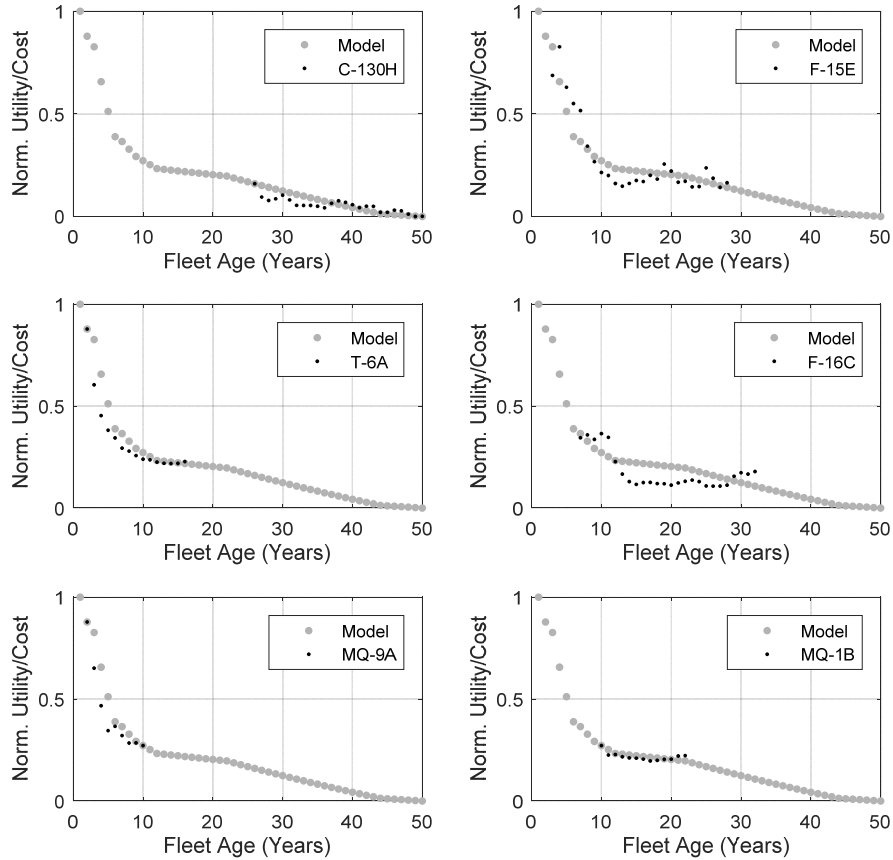 1
0.5
0
Norm. Utility/Cost
Model
C-130H
0 10 20 30 40 50
Fleet Age (Years)
1
0.5
0
Norm. Utility/Cost
Model
F-15E
0 10 20 30 40 50
Fleet Age (Years)
1
0.5
0
Norm. Utility/Cost
Model
T-6A
0 10 20 30 40 50
Fleet Age (Years)
1
0.5
0
Norm. Utility/Cost
Model
F-16C
0 10 20 30 40 50
Fleet Age (Years)
1
0.5
0
Norm. Utility/Cost
Model
MQ-9A
0 10 20 30 40 50
Fleet Age (Years)
1
0.5
0
Norm. Utility/Cost
Model
MQ-1B
0 10 20 30 40 50
Fleet Age (Years)